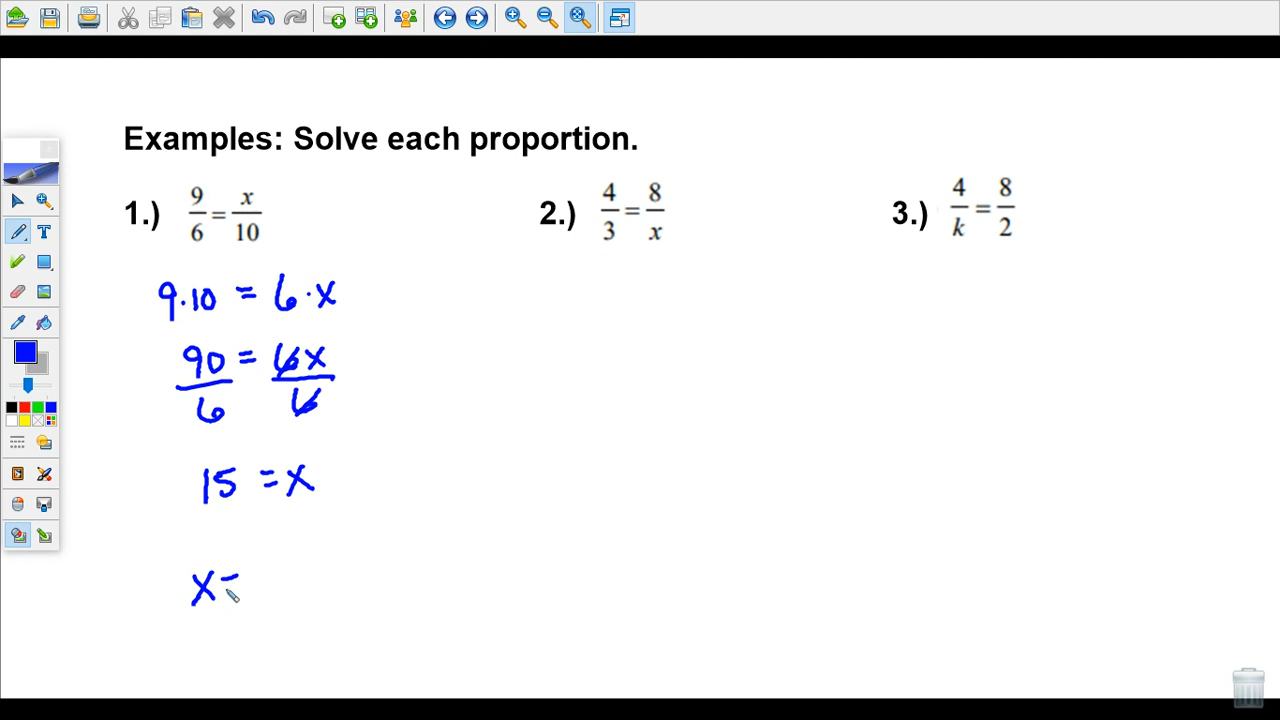 Examples: Solve each proportion.
1.) 9/6 = x/10 2.) 4/3 = 8/x 3.) 4/k = 8/2
9·10 = 6·x
90/6 = 6x/6
15 = x
x=